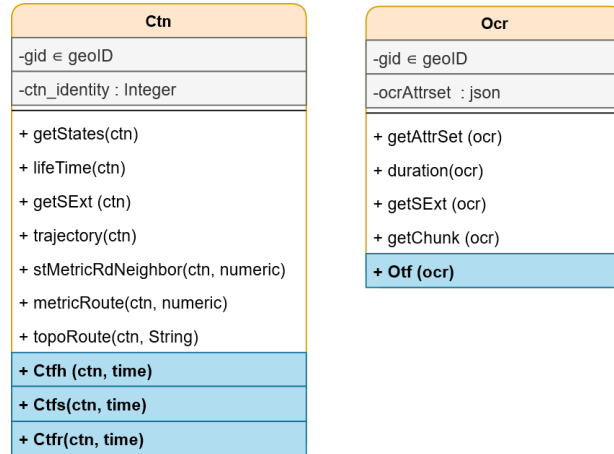 Ctn
-gid ∈ geoID
-ctn_identity : Integer
+ getStates(ctn)
+ lifeTime(ctn)
+ getSExt (ctn)
+ trajectory(ctn)
+ stMetricRdNeighbor(ctn, numeric)
+ metricRoute(ctn, numeric)
+ topoRoute(ctn, String)
+ Ctfh (ctn, time)
+ Ctfs(ctn, time)
+ Ctfr(ctn, time)
Ocr
-gid ∈ geoID
-ocrAttrset : json
+ getAttrSet (ocr)
+ duration(ocr)
+ getSExt (ocr)
+ getChunk (ocr)
+ Otf (ocr)